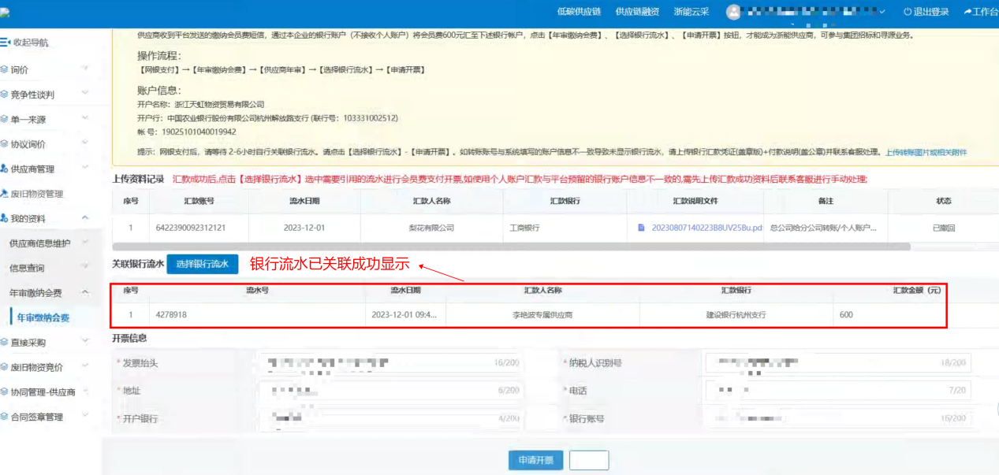 低碳供应链 供应链融资 浙能云采 退出登录 工作台
收起导航
询价
竞争性谈判
单一来源
协议询价
供应商管理
废旧物资管理
我的资料
供应商信息维护
信息查询
年审缴纳会费
年审缴纳会费
直接采购
废旧物资竞价
协同管理-供应商
合同签章管理
供应商收到平台发送的缴纳会员费短信，通过本企业的银行账户（不接收个人账户）将会员费600元汇至下述银行帐户，点击【年审缴纳会费】、【选择银行流水】、【申请开票】按钮，才能成为浙能供应商，可参与集团招标和寻源业务。
操作流程：
【网银支付】→【年审缴纳会费】→【供应商年审】→【选择银行流水】→【申请开票】
账户信息：
开户名称：浙江天虹物资贸易有限公司
开户行：中国农业银行股份有限公司杭州解放路支行 (联行号：103331002512)
帐号：19025101040019942
提示：网银支付后，请等待 2-6小时自行关联银行流水。请点击【选择银行流水】-【申请开票】。如转账账号与系统填写的账户信息不一致导致未显示银行流水，请上传银行汇款凭证(盖章版)+付款说明(盖公章)并联系客服处理。 上传转账图片或相关附件
上传资料记录 汇款成功后,点击【选择银行流水】选中需要引用的流水进行会员费支付开票,如使用个人账户汇款与平台预留的银行账户信息不一致的,需先上传汇款成功资料后联系客服进行手动处理;
序号 汇款账号 流水日期 汇款人名称 汇款银行 汇款说明文件 备注 状态
1 6422390092312121 2023-12-01 梨花有限公司 工商银行 20230807140223B8UV25Bu.pd 总公司给分公司转账/个人账户... 已撤回
关联银行流水 选择银行流水 银行流水已关联成功显示
序号 流水号 流水日期 汇款人名称 汇款银行 汇款金额（元）
1 4278918 2023-12-01 09:4... 李艳波专属供应商 建设银行杭州支行 600
开票信息
* 发票抬头 16/200 * 纳税人识别号 18/200
* 地址 6/200 * 电话 7/20
* 开户银行 4/200 * 银行账号 16/200
申请开票